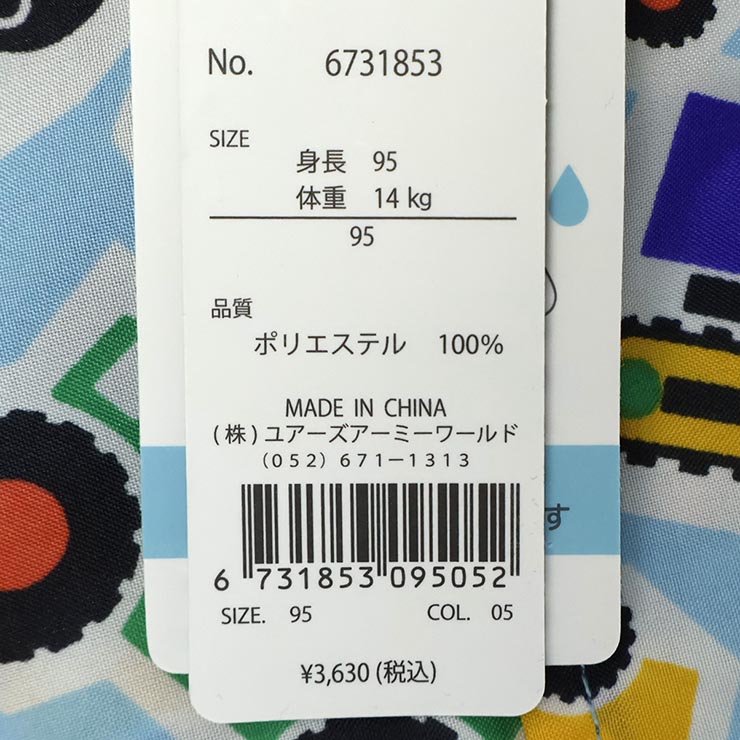 No. 6731853
SIZE
身長 95
体重 14 kg
95
品質
ポリエステル 100%
MADE IN CHINA
(株)ユアーズアーミーワールド
(052)671-1313
6 731853 095052
SIZE. 95 COL. 05
¥3,630 (税込)
す